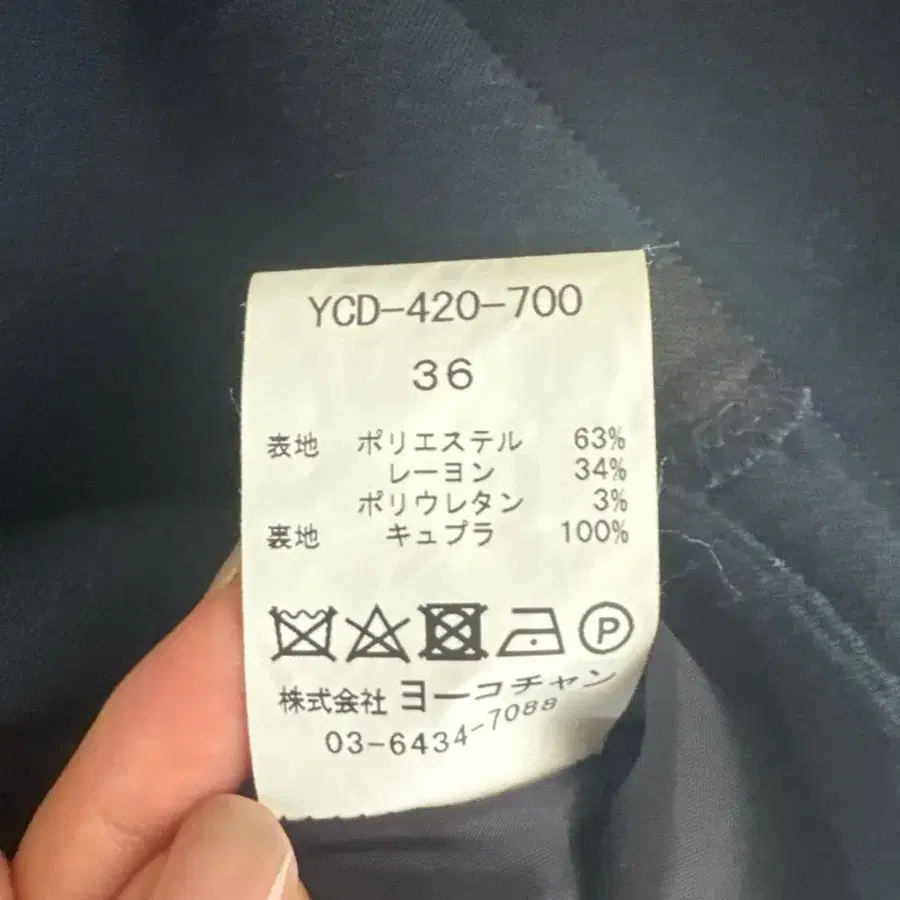 YCD-420-700
36
表地 ポリエステル 63%
レーヨン 34%
ポリウレタン 3%
裏地 キュプラ 100%
P
株式会社 ヨーコチャン
03-6434-7088